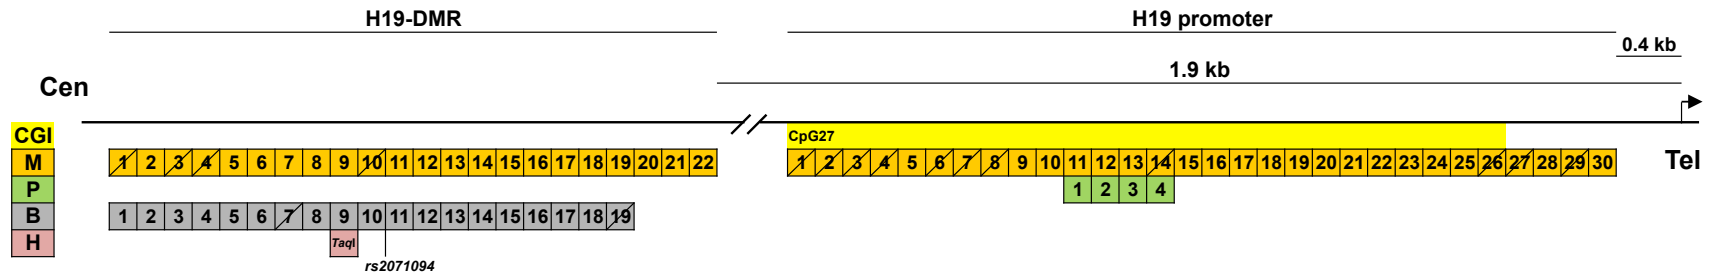 H19-DMR H19 promoter
0.4 kb
1.9 kb
Cen
CGI CpG27
M 1 2 3 4 5 6 7 8 9 10 11 12 13 14 15 16 17 18 19 20 21 22 1 2 3 4 5 6 7 8 9 10 11 12 13 14 15 16 17 18 19 20 21 22 23 24 25 26 27 28 29 30 Tel
P 1 2 3 4
B 1 2 3 4 5 6 7 8 9 10 11 12 13 14 15 16 17 18 19
H TaqI
rs2071094